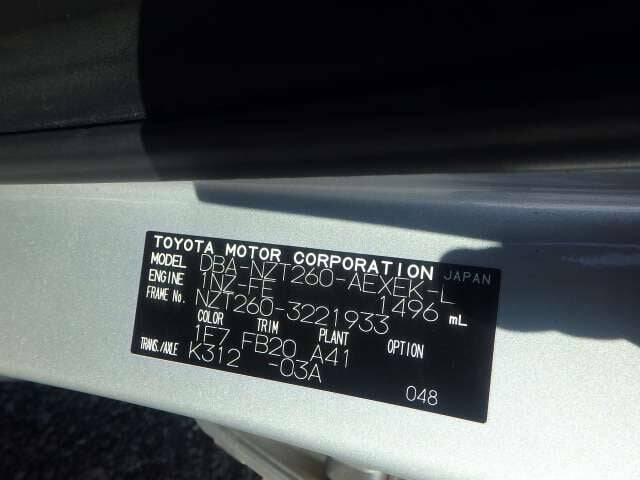 TOYOTA MOTOR CORPORATION JAPAN
MODEL DBA-NZT260-AEXEK-L
ENGINE 1NZ-FE 1496 mL
FRAME No. NZT260-3221933
COLOR TRIM PLANT OPTION
1F7 FB20 A41
TRANS./AXLE K312 -03A
048